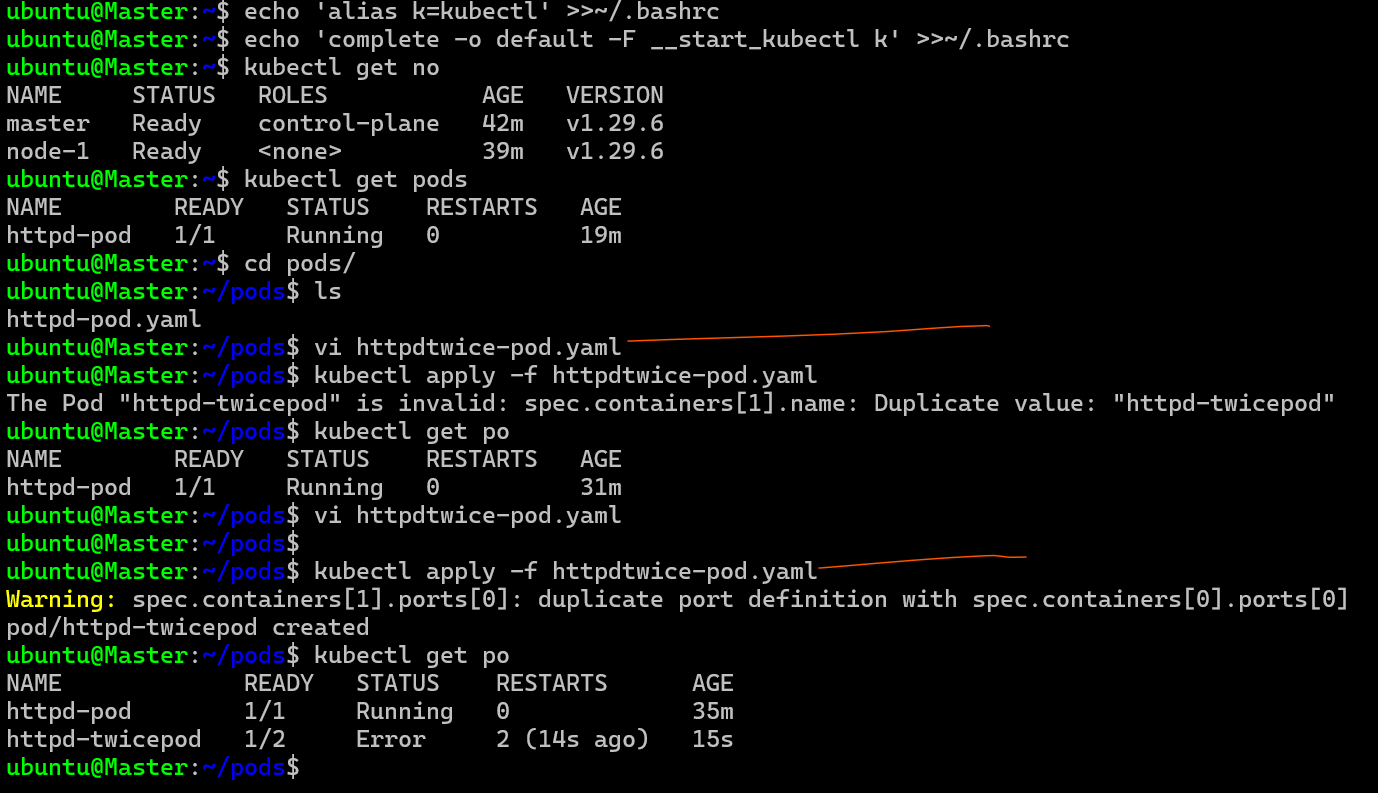 ubuntu@Master:~$ echo 'alias k=kubectl' >>~/.bashrc
ubuntu@Master:~$ echo 'complete -o default -F __start_kubectl k' >>~/.bashrc
ubuntu@Master:~$ kubectl get no
NAME     STATUS   ROLES           AGE   VERSION
master   Ready    control-plane   42m   v1.29.6
node-1   Ready    <none>          39m   v1.29.6
ubuntu@Master:~$ kubectl get pods
NAME        READY   STATUS    RESTARTS   AGE
httpd-pod   1/1     Running   0          19m
ubuntu@Master:~$ cd pods/
ubuntu@Master:~/pods$ ls
httpd-pod.yaml
ubuntu@Master:~/pods$ vi httpdtwice-pod.yaml
ubuntu@Master:~/pods$ kubectl apply -f httpdtwice-pod.yaml
The Pod "httpd-twicepod" is invalid: spec.containers[1].name: Duplicate value: "httpd-twicepod"
ubuntu@Master:~/pods$ kubectl get po
NAME        READY   STATUS    RESTARTS   AGE
httpd-pod   1/1     Running   0          31m
ubuntu@Master:~/pods$ vi httpdtwice-pod.yaml
ubuntu@Master:~/pods$
ubuntu@Master:~/pods$ kubectl apply -f httpdtwice-pod.yaml
Warning: spec.containers[1].ports[0]: duplicate port definition with spec.containers[0].ports[0]
pod/httpd-twicepod created
ubuntu@Master:~/pods$ kubectl get po
NAME             READY   STATUS    RESTARTS      AGE
httpd-pod        1/1     Running   0             35m
httpd-twicepod   1/2     Error     2 (14s ago)   15s
ubuntu@Master:~/pods$